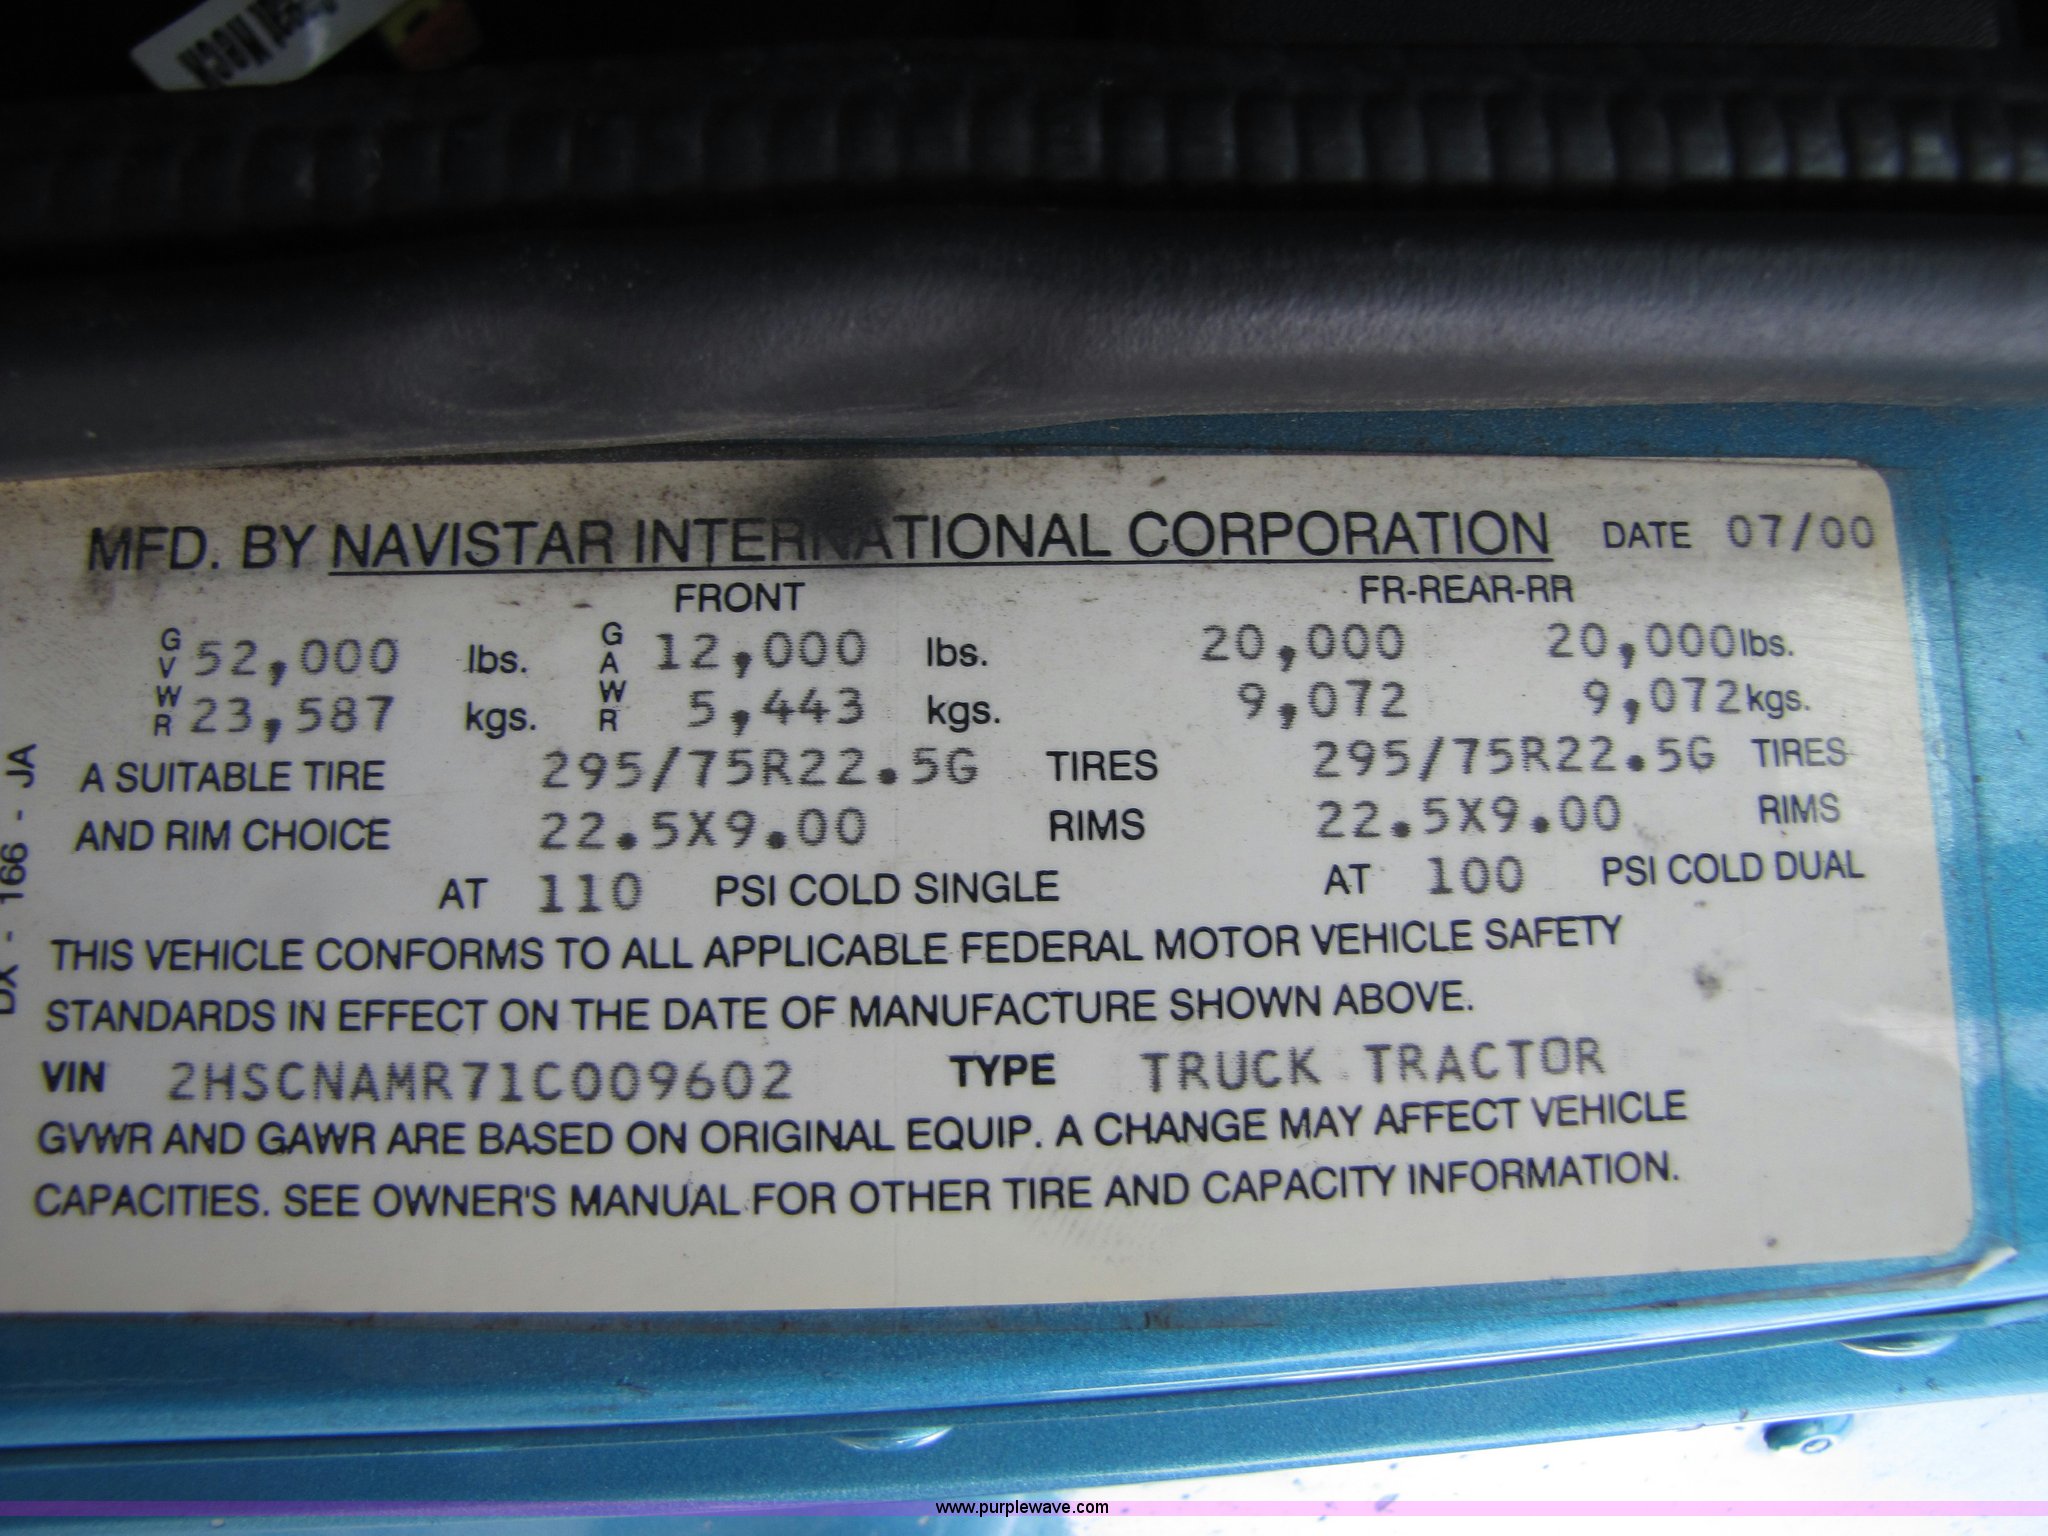 MFD. BY NAVISTAR INTERNATIONAL CORPORATION DATE 07/00
FRONT FR-REAR-RR
GVWR 52,000 lbs. GAWR 12,000 lbs. 20,000 20,000 lbs.
23,587 kgs. 5,443 kgs. 9,072 9,072 kgs.
A SUITABLE TIRE 295/75R22.5G TIRES 295/75R22.5G TIRES
AND RIM CHOICE 22.5X9.00 RIMS 22.5X9.00 RIMS
AT 110 PSI COLD SINGLE AT 100 PSI COLD DUAL
THIS VEHICLE CONFORMS TO ALL APPLICABLE FEDERAL MOTOR VEHICLE SAFETY
STANDARDS IN EFFECT ON THE DATE OF MANUFACTURE SHOWN ABOVE.
VIN 2HSCNAMR71C009602 TYPE TRUCK TRACTOR
GVWR AND GAWR ARE BASED ON ORIGINAL EQUIP. A CHANGE MAY AFFECT VEHICLE
CAPACITIES. SEE OWNER'S MANUAL FOR OTHER TIRE AND CAPACITY INFORMATION.
DX - 166 - JA
www.purplewave.com